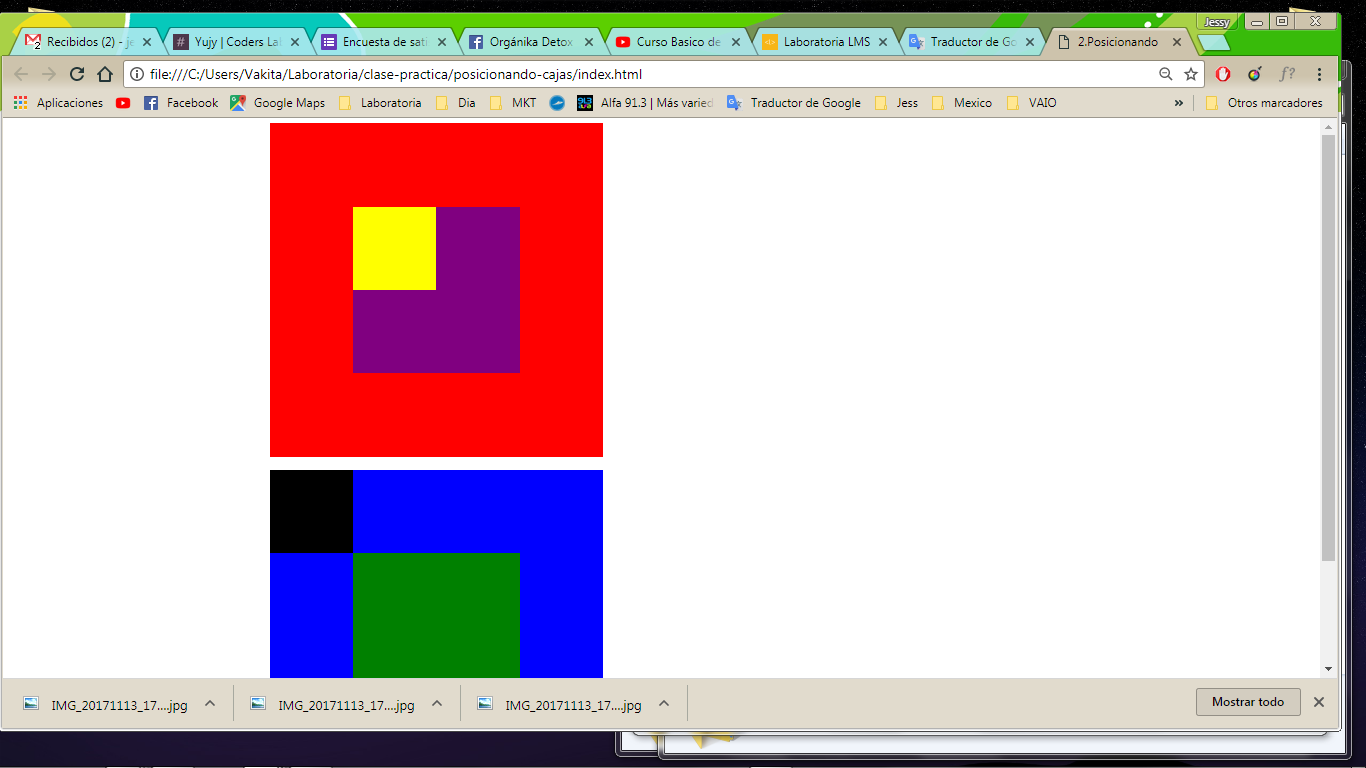 Jessy
2 Recibidos (2) - je Yujy | Coders La Encuesta de sati Orgánika Detox Curso Basico de Laboratoria LMS Traductor de Go 2.Posicionando
file:///C:/Users/Vakita/Laboratoria/clase-practica/posicionando-cajas/index.html f?
Aplicaciones Facebook Google Maps Laboratoria Dia MKT 91.3 Alfa 91.3 | Más varied Traductor de Google Jess Mexico VAIO » Otros marcadores
IMG_20171113_17....jpg IMG_20171113_17....jpg IMG_20171113_17....jpg Mostrar todo